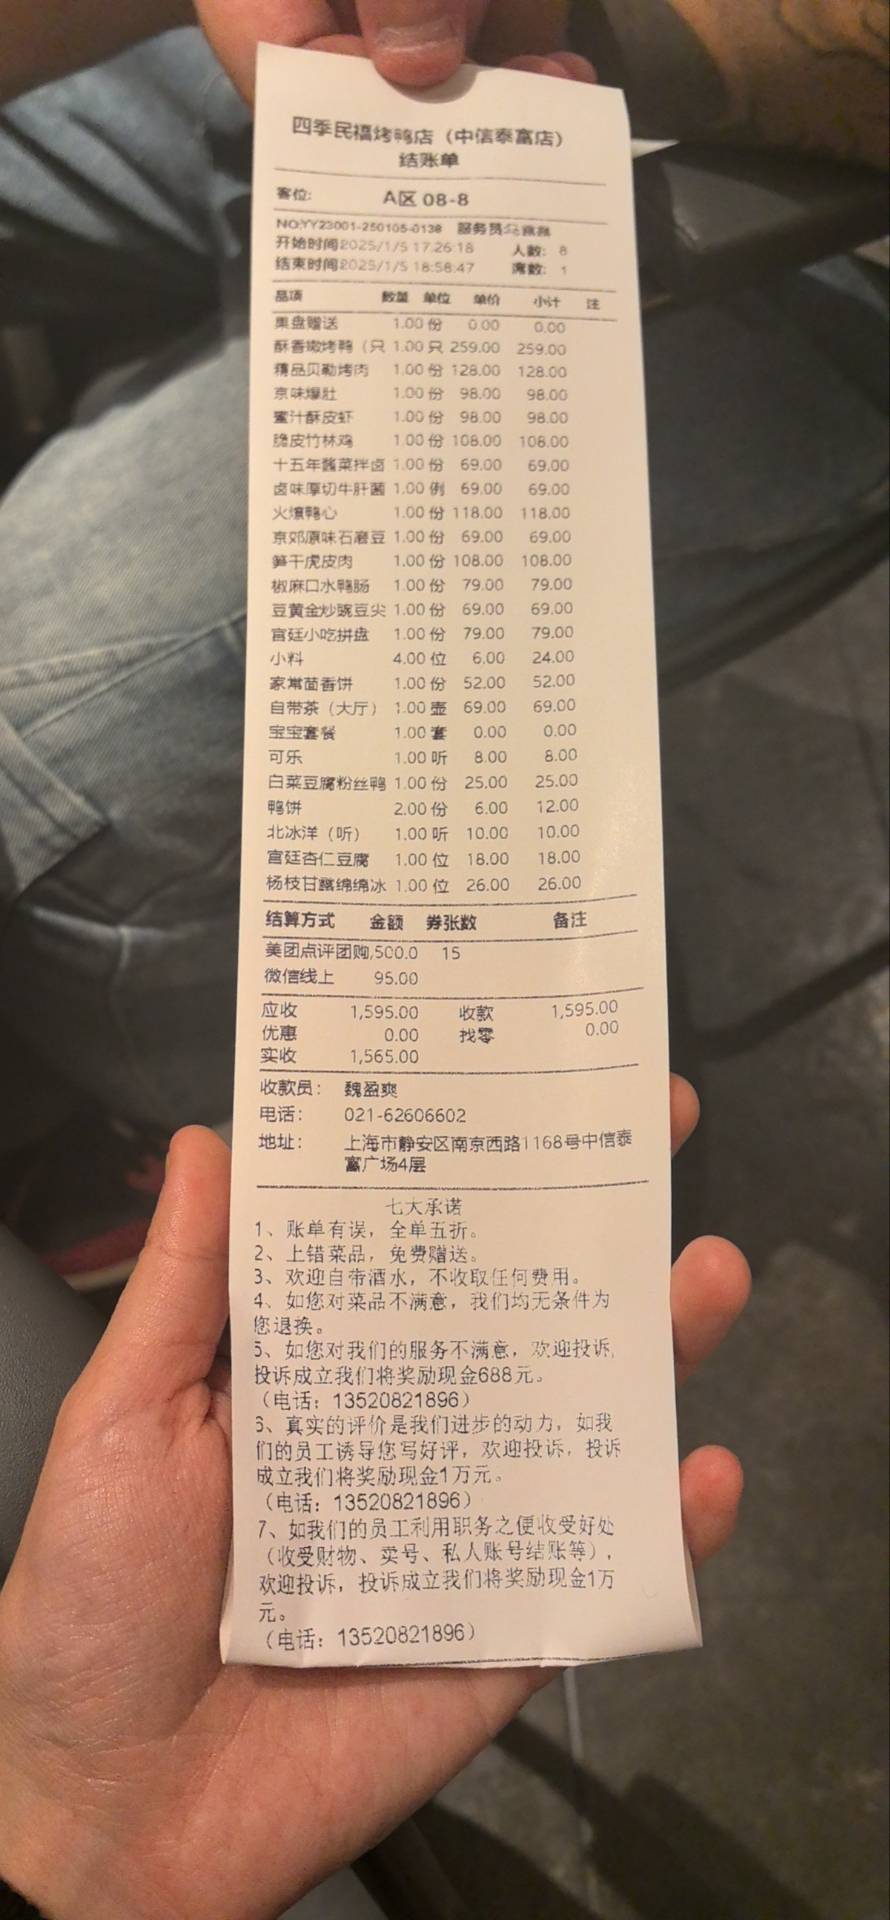 四季民福烤鸭店（中信泰富店）
结账单
客位: A区 08-8
NO:YY23001-250105-0138 服务员
开始时间2025/1/5 17:26:18 人数: 8
结束时间2025/1/5 18:58:47 席数: 1
品项 数量 单位 单价 小计 注
果盘赠送 1.00 份 0.00 0.00
酥香嫩烤鸭（只 1.00 只 259.00 259.00
精品贝勒烤肉 1.00 份 128.00 128.00
京味爆肚 1.00 份 98.00 98.00
蜜汁酥皮虾 1.00 份 98.00 98.00
脆皮竹林鸡 1.00 份 108.00 108.00
十五年酱菜拌卤 1.00 份 69.00 69.00
卤味厚切牛肝菌 1.00 例 69.00 69.00
火燎鸭心 1.00 份 118.00 118.00
京郊原味石磨豆 1.00 份 69.00 69.00
笋干虎皮肉 1.00 份 108.00 108.00
椒麻口水鸭肠 1.00 份 79.00 79.00
豆黄金炒豌豆尖 1.00 份 69.00 69.00
宫廷小吃拼盘 1.00 份 79.00 79.00
小料 4.00 位 6.00 24.00
家常茴香饼 1.00 份 52.00 52.00
自带茶（大厅） 1.00 壶 69.00 69.00
宝宝套餐 1.00 套 0.00 0.00
可乐 1.00 听 8.00 8.00
白菜豆腐粉丝鸭 1.00 份 25.00 25.00
鸭饼 2.00 份 6.00 12.00
北冰洋（听） 1.00 听 10.00 10.00
宫廷杏仁豆腐 1.00 位 18.00 18.00
杨枝甘露绵绵冰 1.00 位 26.00 26.00
结算方式 金额 券张数 备注
美团点评团购,500.0 15
微信线上 95.00
应收 1,595.00 收款 1,595.00
优惠 0.00 找零 0.00
实收 1,565.00
收款员: 魏盈爽
电话: 021-62606602
地址: 上海市静安区南京西路1168号中信泰
富广场4层
七大承诺
1、账单有误，全单五折。
2、上错菜品，免费赠送。
3、欢迎自带酒水，不收取任何费用。
4、如您对菜品不满意，我们均无条件为
您退换。
5、如您对我们的服务不满意，欢迎投诉,
投诉成立我们将奖励现金688元。
（电话：13520821896）
6、真实的评价是我们进步的动力，如我
们的员工诱导您写好评，欢迎投诉，投诉
成立我们将奖励现金1万元。
（电话：13520821896）
7、如我们的员工利用职务之便收受好处
（收受财物、卖号、私人账号结账等），
欢迎投诉，投诉成立我们将奖励现金1万
元。
（电话：13520821896）